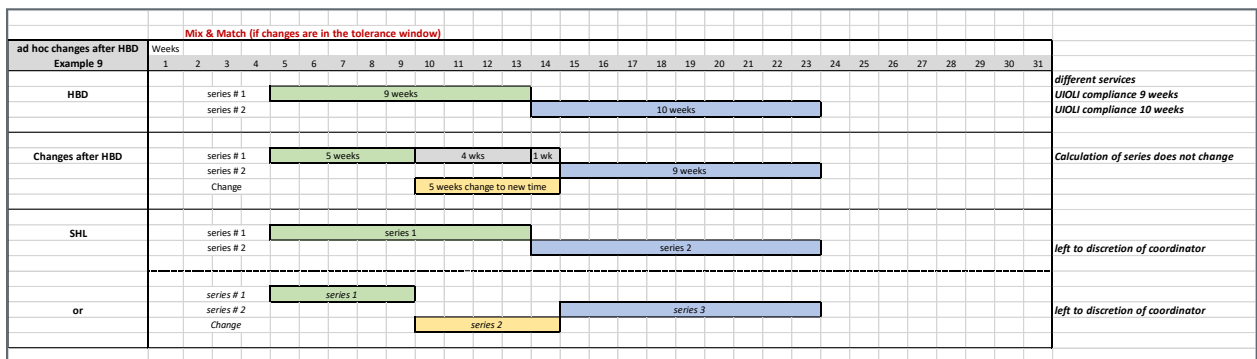 Mix & Match (if changes are in the tolerance window)
ad hoc changes after HBD Weeks
Example 9 1 2 3 4 5 6 7 8 9 10 11 12 13 14 15 16 17 18 19 20 21 22 23 24 25 26 27 28 29 30 31
different services
HBD series # 1 9 weeks UIOLI compliance 9 weeks
series # 2 10 weeks UIOLI compliance 10 weeks
Changes after HBD series # 1 5 weeks 4 wks 1 wk Calculation of series does not change
series # 2 9 weeks
Change 5 weeks change to new time
SHL series # 1 series 1
series # 2 series 2 left to discretion of coordinator
series # 1 series 1
or series # 2 series 3 left to discretion of coordinator
Change series 2